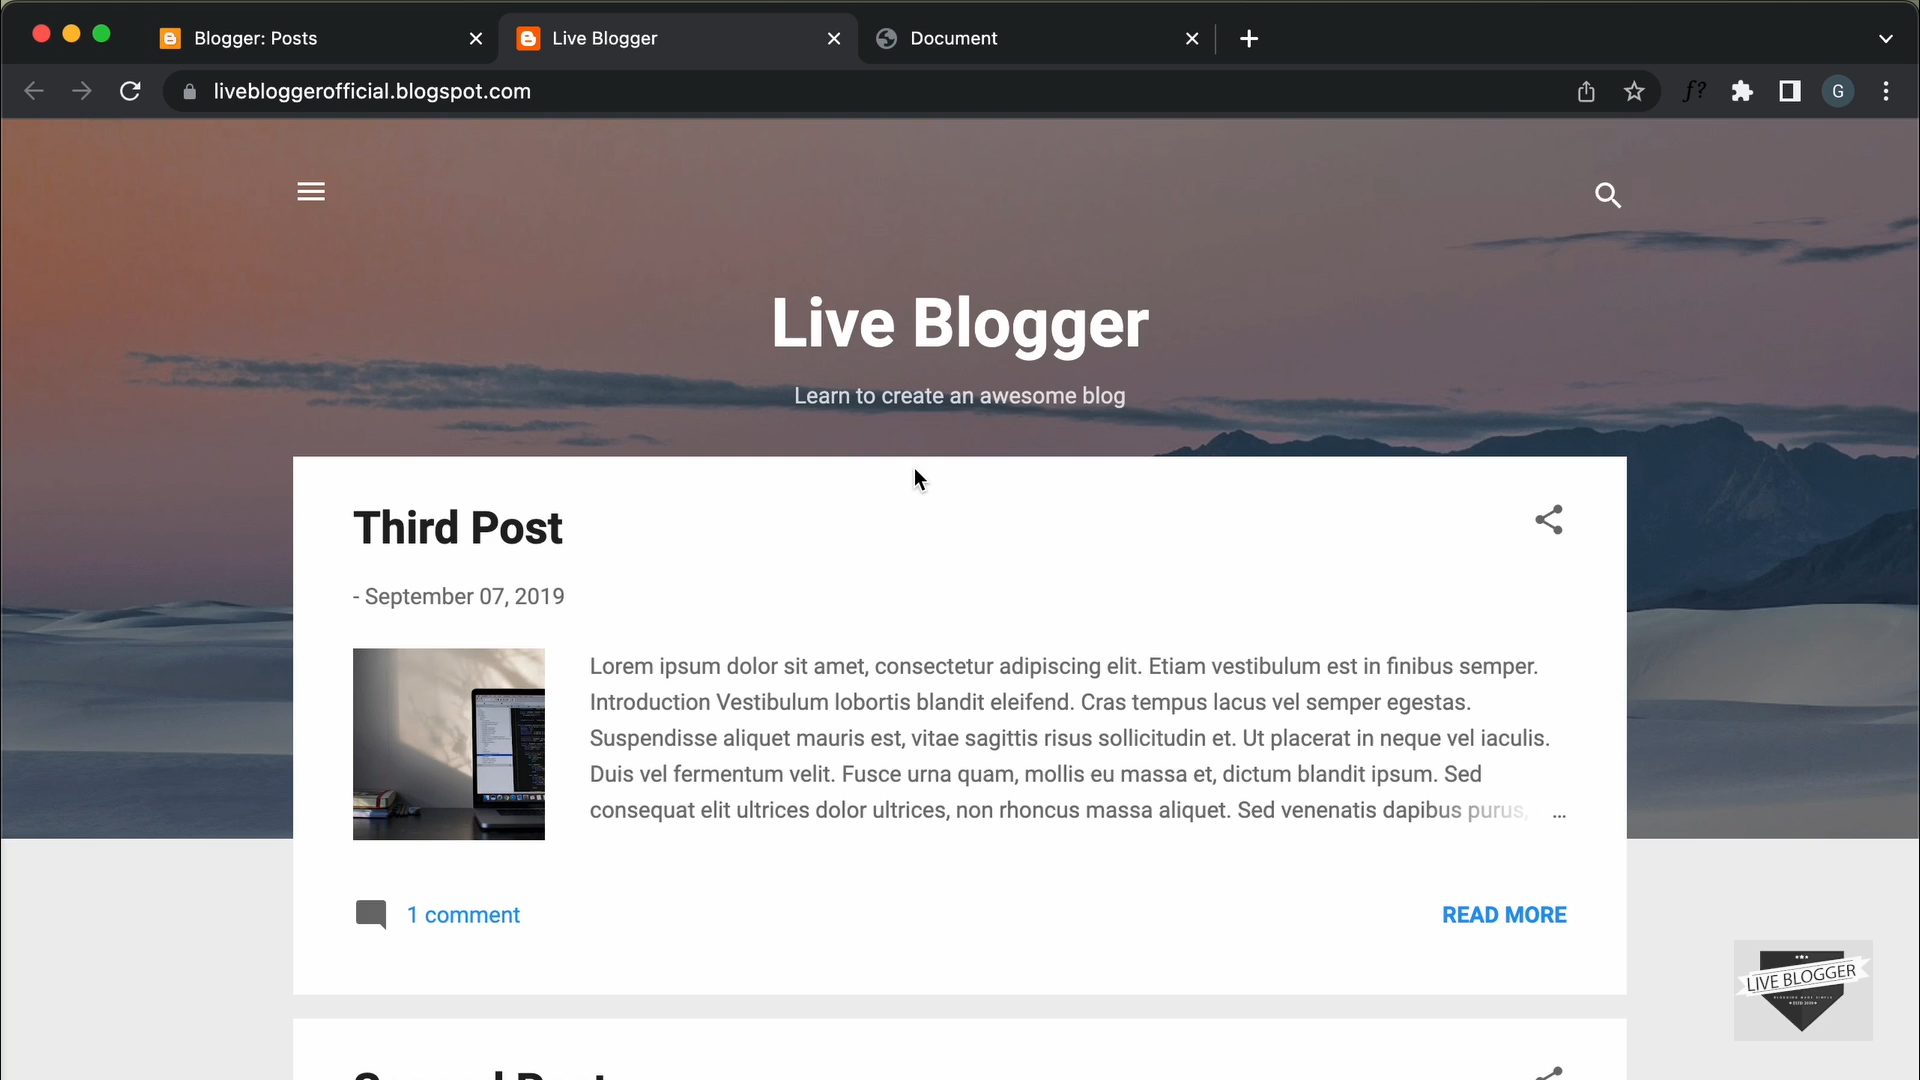 Blogger: Posts
Live Blogger
Document
livebloggerofficial.blogspot.com
f?
G
Live Blogger
Learn to create an awesome blog
Third Post
- September 07, 2019
Lorem ipsum dolor sit amet, consectetur adipiscing elit. Etiam vestibulum est in finibus semper.
Introduction Vestibulum lobortis blandit eleifend. Cras tempus lacus vel semper egestas.
Suspendisse aliquet mauris est, vitae sagittis risus sollicitudin et. Ut placerat in neque vel iaculis.
Duis vel fermentum velit. Fusce urna quam, mollis eu massa et, dictum blandit ipsum. Sed
consequat elit ultrices dolor ultrices, non rhoncus massa aliquet. Sed venenatis dapibus purus, ...
1 comment
READ MORE
LIVE BLOGGER